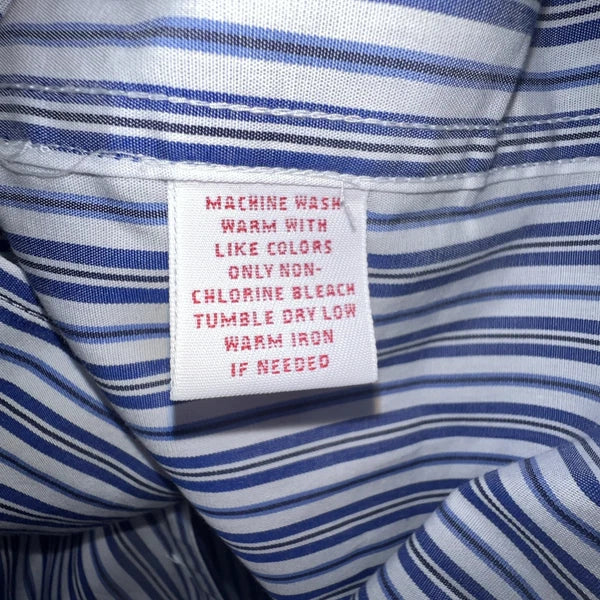 MACHINE WASH
WARM WITH
LIKE COLORS
ONLY NON-
CHLORINE BLEACH
TUMBLE DRY LOW
WARM IRON
IF NEEDED